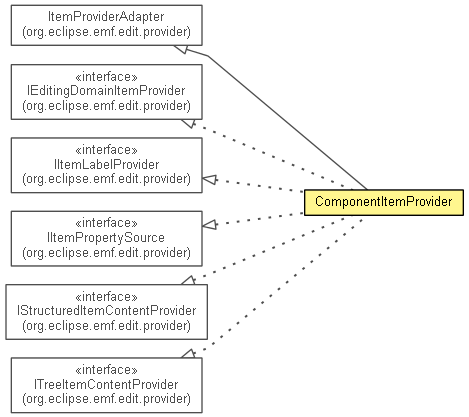 ItemProviderAdapter
(org.eclipse.emf.edit.provider)
«interface»
IEditingDomainItemProvider
(org.eclipse.emf.edit.provider)
«interface»
IItemLabelProvider
(org.eclipse.emf.edit.provider)
ComponentItemProvider
«interface»
IItemPropertySource
(org.eclipse.emf.edit.provider)
«interface»
IStructuredItemContentProvider
(org.eclipse.emf.edit.provider)
«interface»
ITreeItemContentProvider
(org.eclipse.emf.edit.provider)